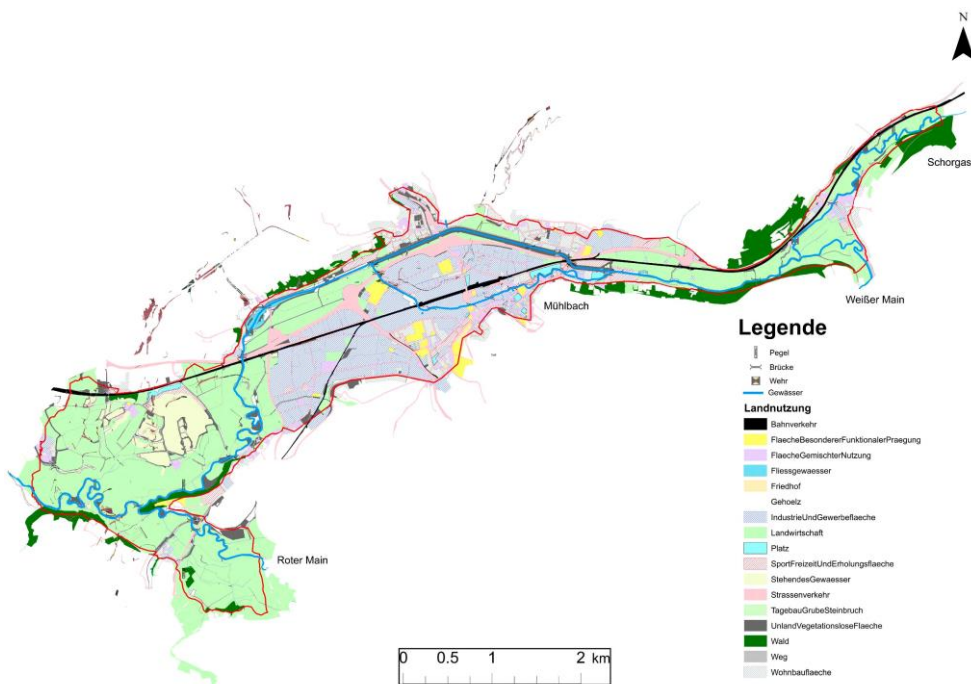 N
Schorgast
Weißer Main
Mühlbach
Roter Main
Legende
Pegel
Brücke
Wehr
Gewässer
Landnutzung
Bahnverkehr
FlaecheBesondererFunktionalerPraegung
FlaecheGemischterNutzung
Fliessgewaesser
Friedhof
Gehoelz
IndustrieUndGewerbeflaeche
Landwirtschaft
Platz
SportFreizeitUndErholungsflaeche
StehendesGewaesser
Strassenverkehr
TagebauGrubeSteinbruch
UnlandVegetationsloseFlaeche
Wald
Weg
Wohnbauflaeche
0 0.5 1 2 km